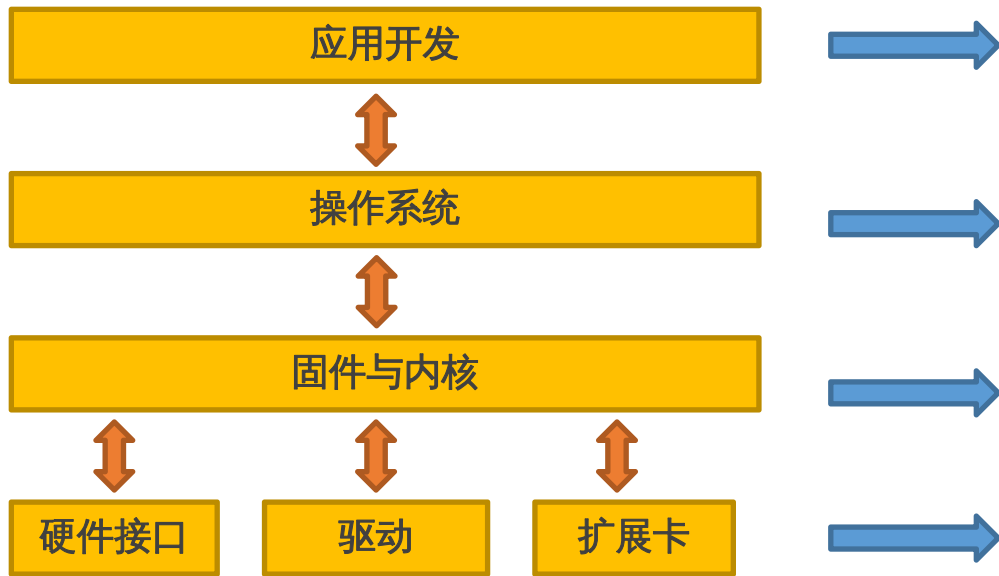 应用开发
操作系统
固件与内核
硬件接口
驱动
扩展卡